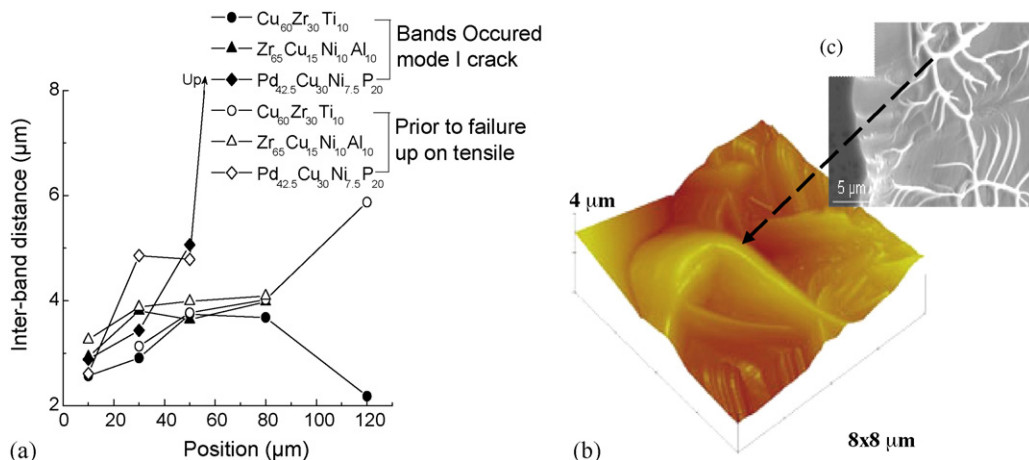 Cu60Zr30Ti10
Zr65Cu15Ni10Al10
Pd42.5Cu30Ni7.5P20
Bands Occured
mode I crack
Cu60Zr30Ti10
Zr65Cu15Ni10Al10
Pd42.5Cu30Ni7.5P20
Prior to failure
up on tensile
Up
Inter-band distance (µm)
8
6
4
2
0 20 40 60 80 100 120
Position (µm)
(a)
4 µm
(b)
8x8 µm
(c)
5 µm